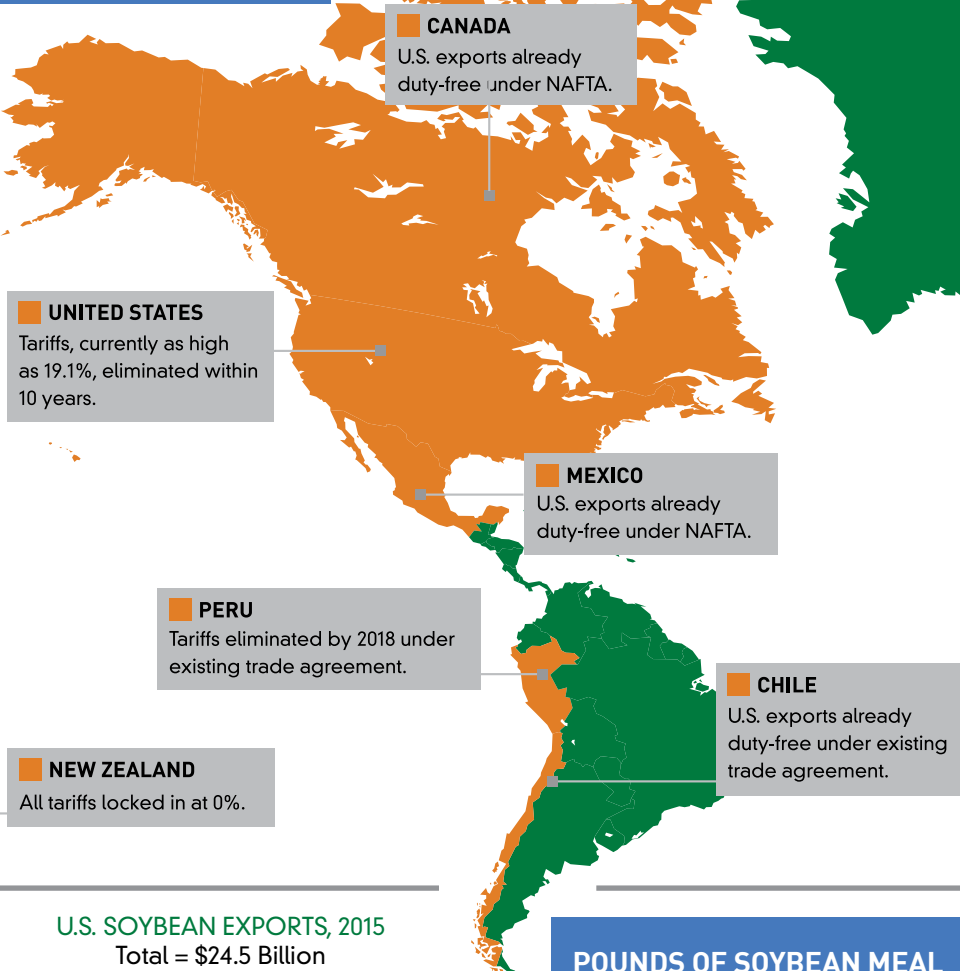 CANADA
U.S. exports already
duty-free under NAFTA.
UNITED STATES
Tariffs, currently as high
as 19.1%, eliminated within
10 years.
MEXICO
U.S. exports already
duty-free under NAFTA.
PERU
Tariffs eliminated by 2018 under
existing trade agreement.
CHILE
U.S. exports already
duty-free under existing
trade agreement.
NEW ZEALAND
All tariffs locked in at 0%.
U.S. SOYBEAN EXPORTS, 2015
Total = $24.5 Billion
POUNDS OF SOYBEAN MEAL